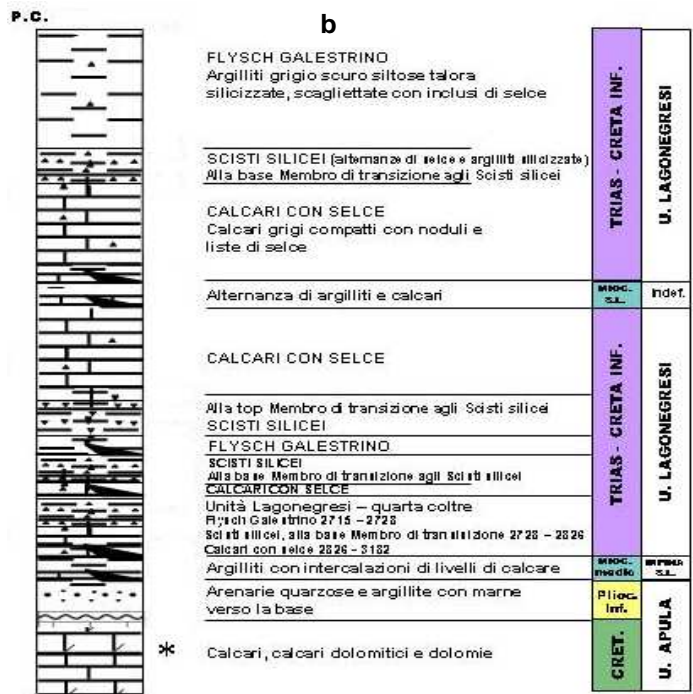 P.C.
b
FLYSCH GALESTRINO
Argilliti grigio scuro siltose talora
silicizzate, scagliettate con inclusi di selce
SCISTI SILICEI (alternanze di selce e argilliti silicizzate)
Alla base Membro di transizione agli Scisti silicei
CALCARI CON SELCE
Calcari grigi compatti con noduli e
liste di selce
TRIAS - CRETA INF.
U. LAGONEGRESI
Alternanza di argilliti e calcari
MIOC.
S.L.
Indef.
CALCARI CON SELCE
Alla top Membro di transizione agli Scisti silicei
SCISTI SILICEI
FLYSCH GALESTRINO
SCISTI SILICEI
Alla base Membro di transizione agli Scisti silicei
CALCARI CON SELCE
Unità Lagonegresi – quarta coltre
Flysch Galestrino 2715 – 2728
Scisti silicei, alla base Membro di transizione 2728 – 2826
Calcari con selce 2826 - 3182
TRIAS - CRETA INF.
U. LAGONEGRESI
Argilliti con intercalazioni di livelli di calcare
MIOC.
medio
S.L.
Arenarie quarzose e argillite con marne
verso la base
Plioc.
Inf.
* Calcari, calcari dolomitici e dolomie
CRET.
U. APULA